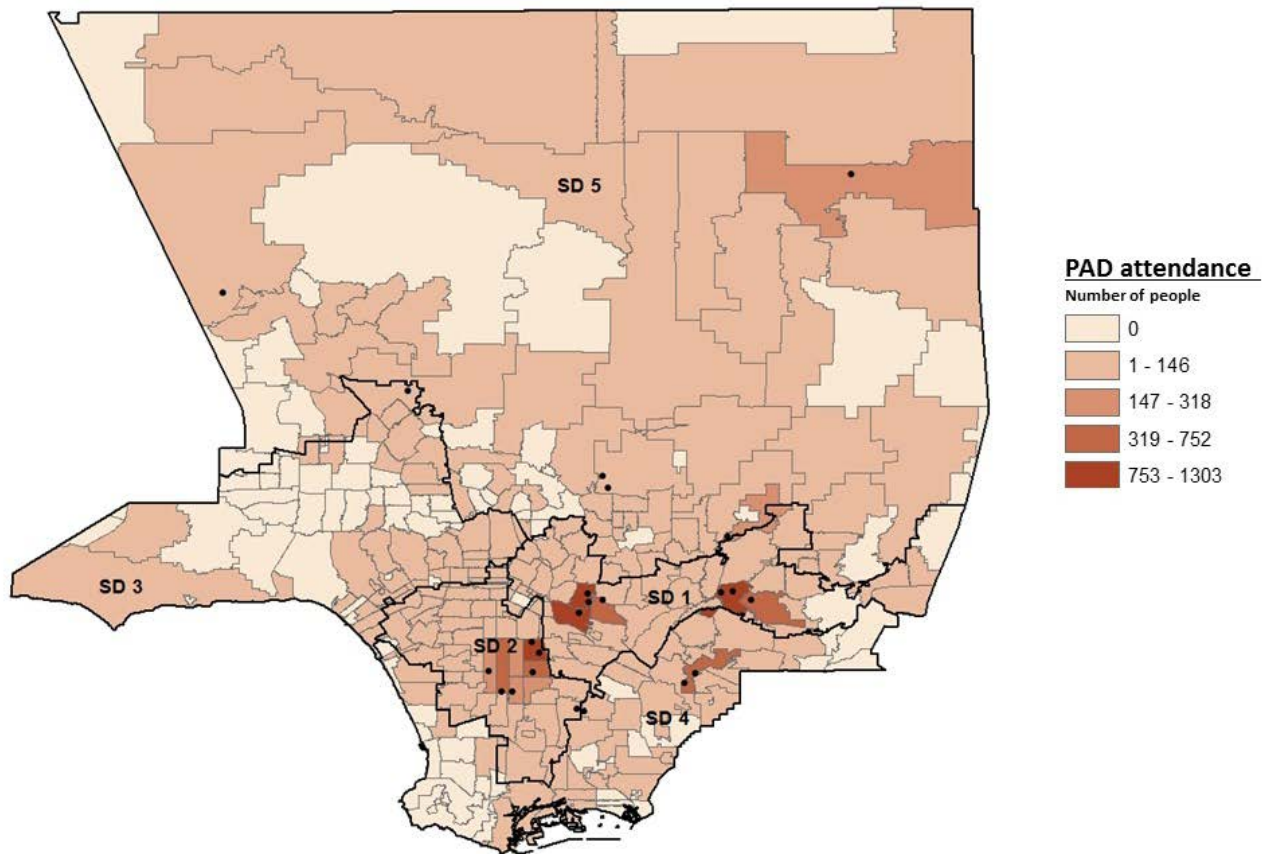 SD 5
SD 3
SD 1
SD 2
SD 4
PAD attendance
Number of people
0
1 - 146
147 - 318
319 - 752
753 - 1303